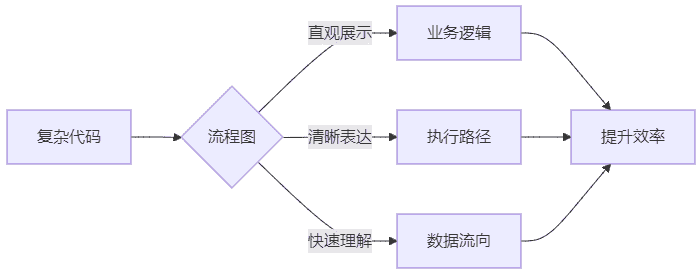 复杂代码
流程图
直观展示
业务逻辑
清晰表达
执行路径
提升效率
快速理解
数据流向